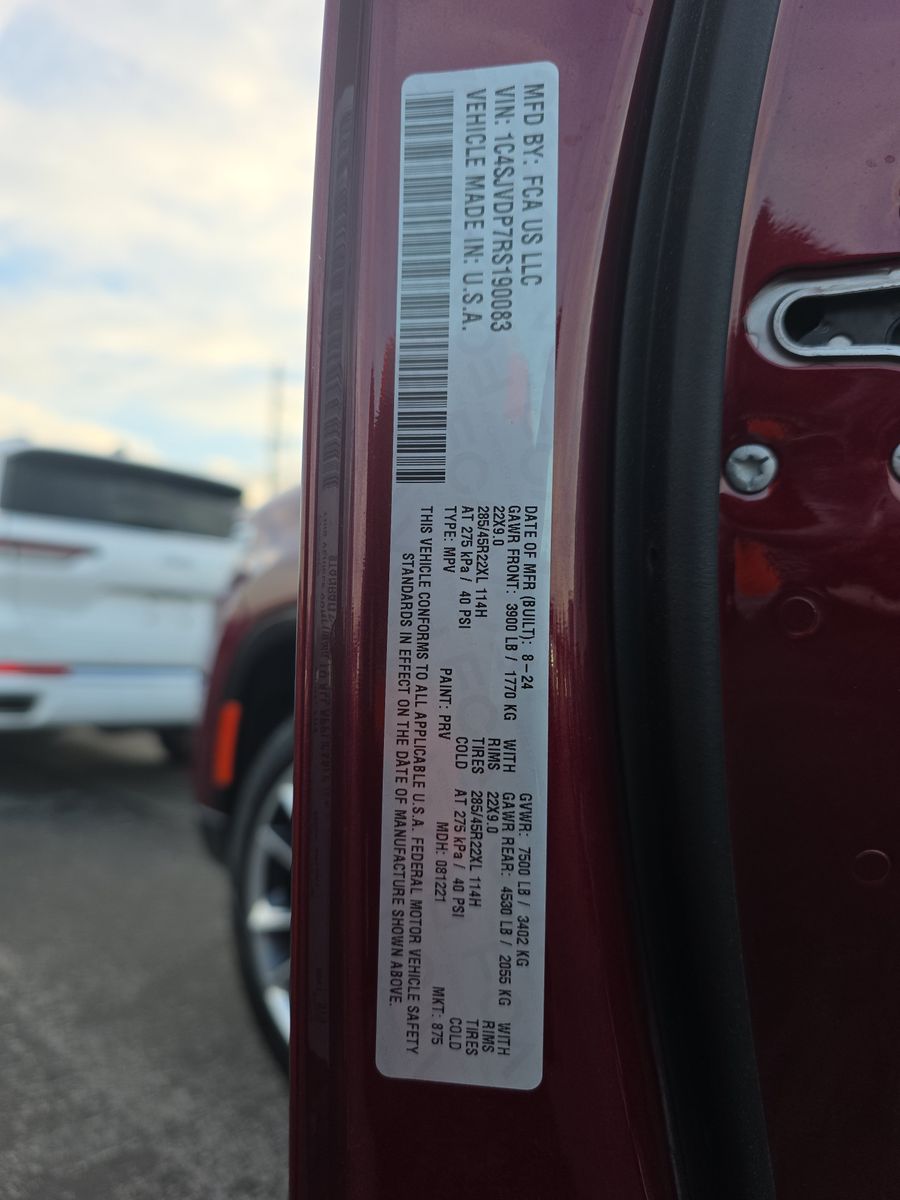 MFD BY: FCA US LLC
VIN: 1C4SJVDP7RS190083
VEHICLE MADE IN: U.S.A.
DATE OF MFR (BUILT): 8-24 GVWR: 7500 LB / 3402 KG
GAWR FRONT: 3900 LB / 1770 KG WITH GAWR REAR: 4530 LB / 2055 KG WITH
22X9.0 RIMS 22X9.0 RIMS
285/45R22XL 114H TIRES 285/45R22XL 114H TIRES
AT 275 kPa / 40 PSI COLD AT 275 kPa / 40 PSI COLD
TYPE: MPV PAINT: PRV MDH: 081221 MKT: 875
THIS VEHICLE CONFORMS TO ALL APPLICABLE U.S.A. FEDERAL MOTOR VEHICLE SAFETY
STANDARDS IN EFFECT ON THE DATE OF MANUFACTURE SHOWN ABOVE.